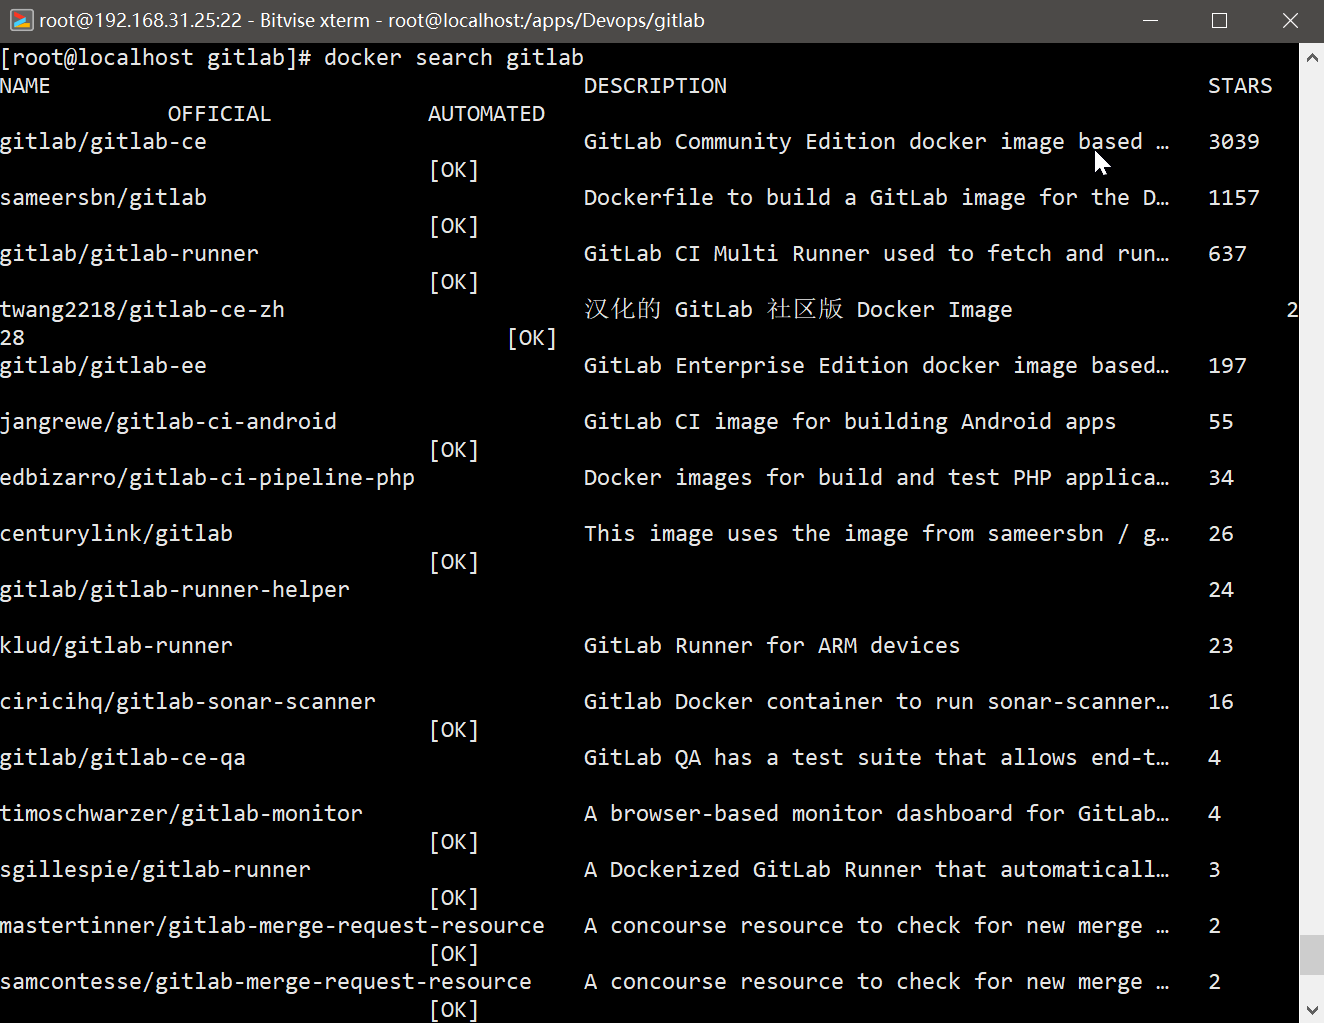 root@192.168.31.25:22 - Bitvise xterm - root@localhost:/apps/Devops/gitlab
[root@localhost gitlab]# docker search gitlab
NAME DESCRIPTION STARS
OFFICIAL AUTOMATED
gitlab/gitlab-ce GitLab Community Edition docker image based … 3039
[OK]
sameersbn/gitlab Dockerfile to build a GitLab image for the D… 1157
[OK]
gitlab/gitlab-runner GitLab CI Multi Runner used to fetch and run… 637
[OK]
twang2218/gitlab-ce-zh 汉化的 GitLab 社区版 Docker Image 2
28 [OK]
gitlab/gitlab-ee GitLab Enterprise Edition docker image based… 197
jangrewe/gitlab-ci-android GitLab CI image for building Android apps 55
[OK]
edbizarro/gitlab-ci-pipeline-php Docker images for build and test PHP applica… 34
centurylink/gitlab This image uses the image from sameersbn / g… 26
[OK]
gitlab/gitlab-runner-helper 24
klud/gitlab-runner GitLab Runner for ARM devices 23
ciricihq/gitlab-sonar-scanner Gitlab Docker container to run sonar-scanner… 16
[OK]
gitlab/gitlab-ce-qa GitLab QA has a test suite that allows end-t… 4
timoschwarzer/gitlab-monitor A browser-based monitor dashboard for GitLab… 4
[OK]
sgillespie/gitlab-runner A Dockerized GitLab Runner that automaticall… 3
[OK]
mastertinner/gitlab-merge-request-resource A concourse resource to check for new merge … 2
[OK]
samcontesse/gitlab-merge-request-resource A concourse resource to check for new merge … 2
[OK]